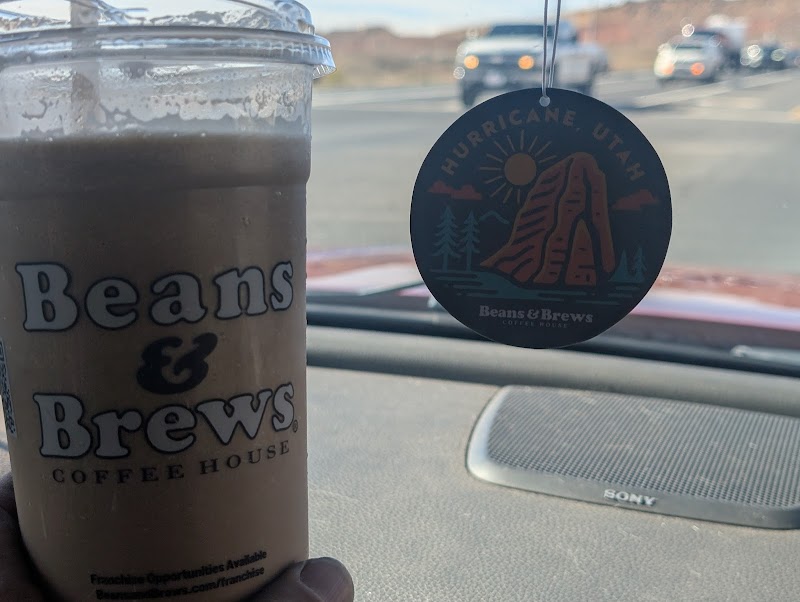 Beans
&
Brews®
COFFEE HOUSE
Franchise Opportunities Available
BeansandBrews.com/franchise
HURRICANE, UTAH
Beans & Brews
COFFEE HOUSE
SONY